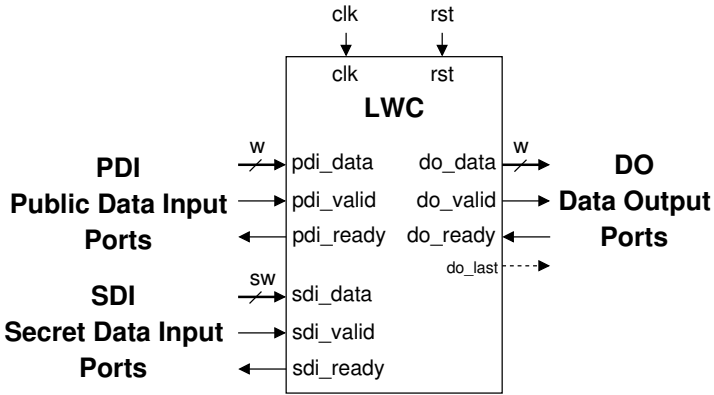 clk rst
clk rst
LWC
PDI
Public Data Input
Ports
w
pdi_data
pdi_valid
pdi_ready
SDI
Secret Data Input
Ports
sw
sdi_data
sdi_valid
sdi_ready
do_data
do_valid
do_ready
do_last
w
DO
Data Output
Ports